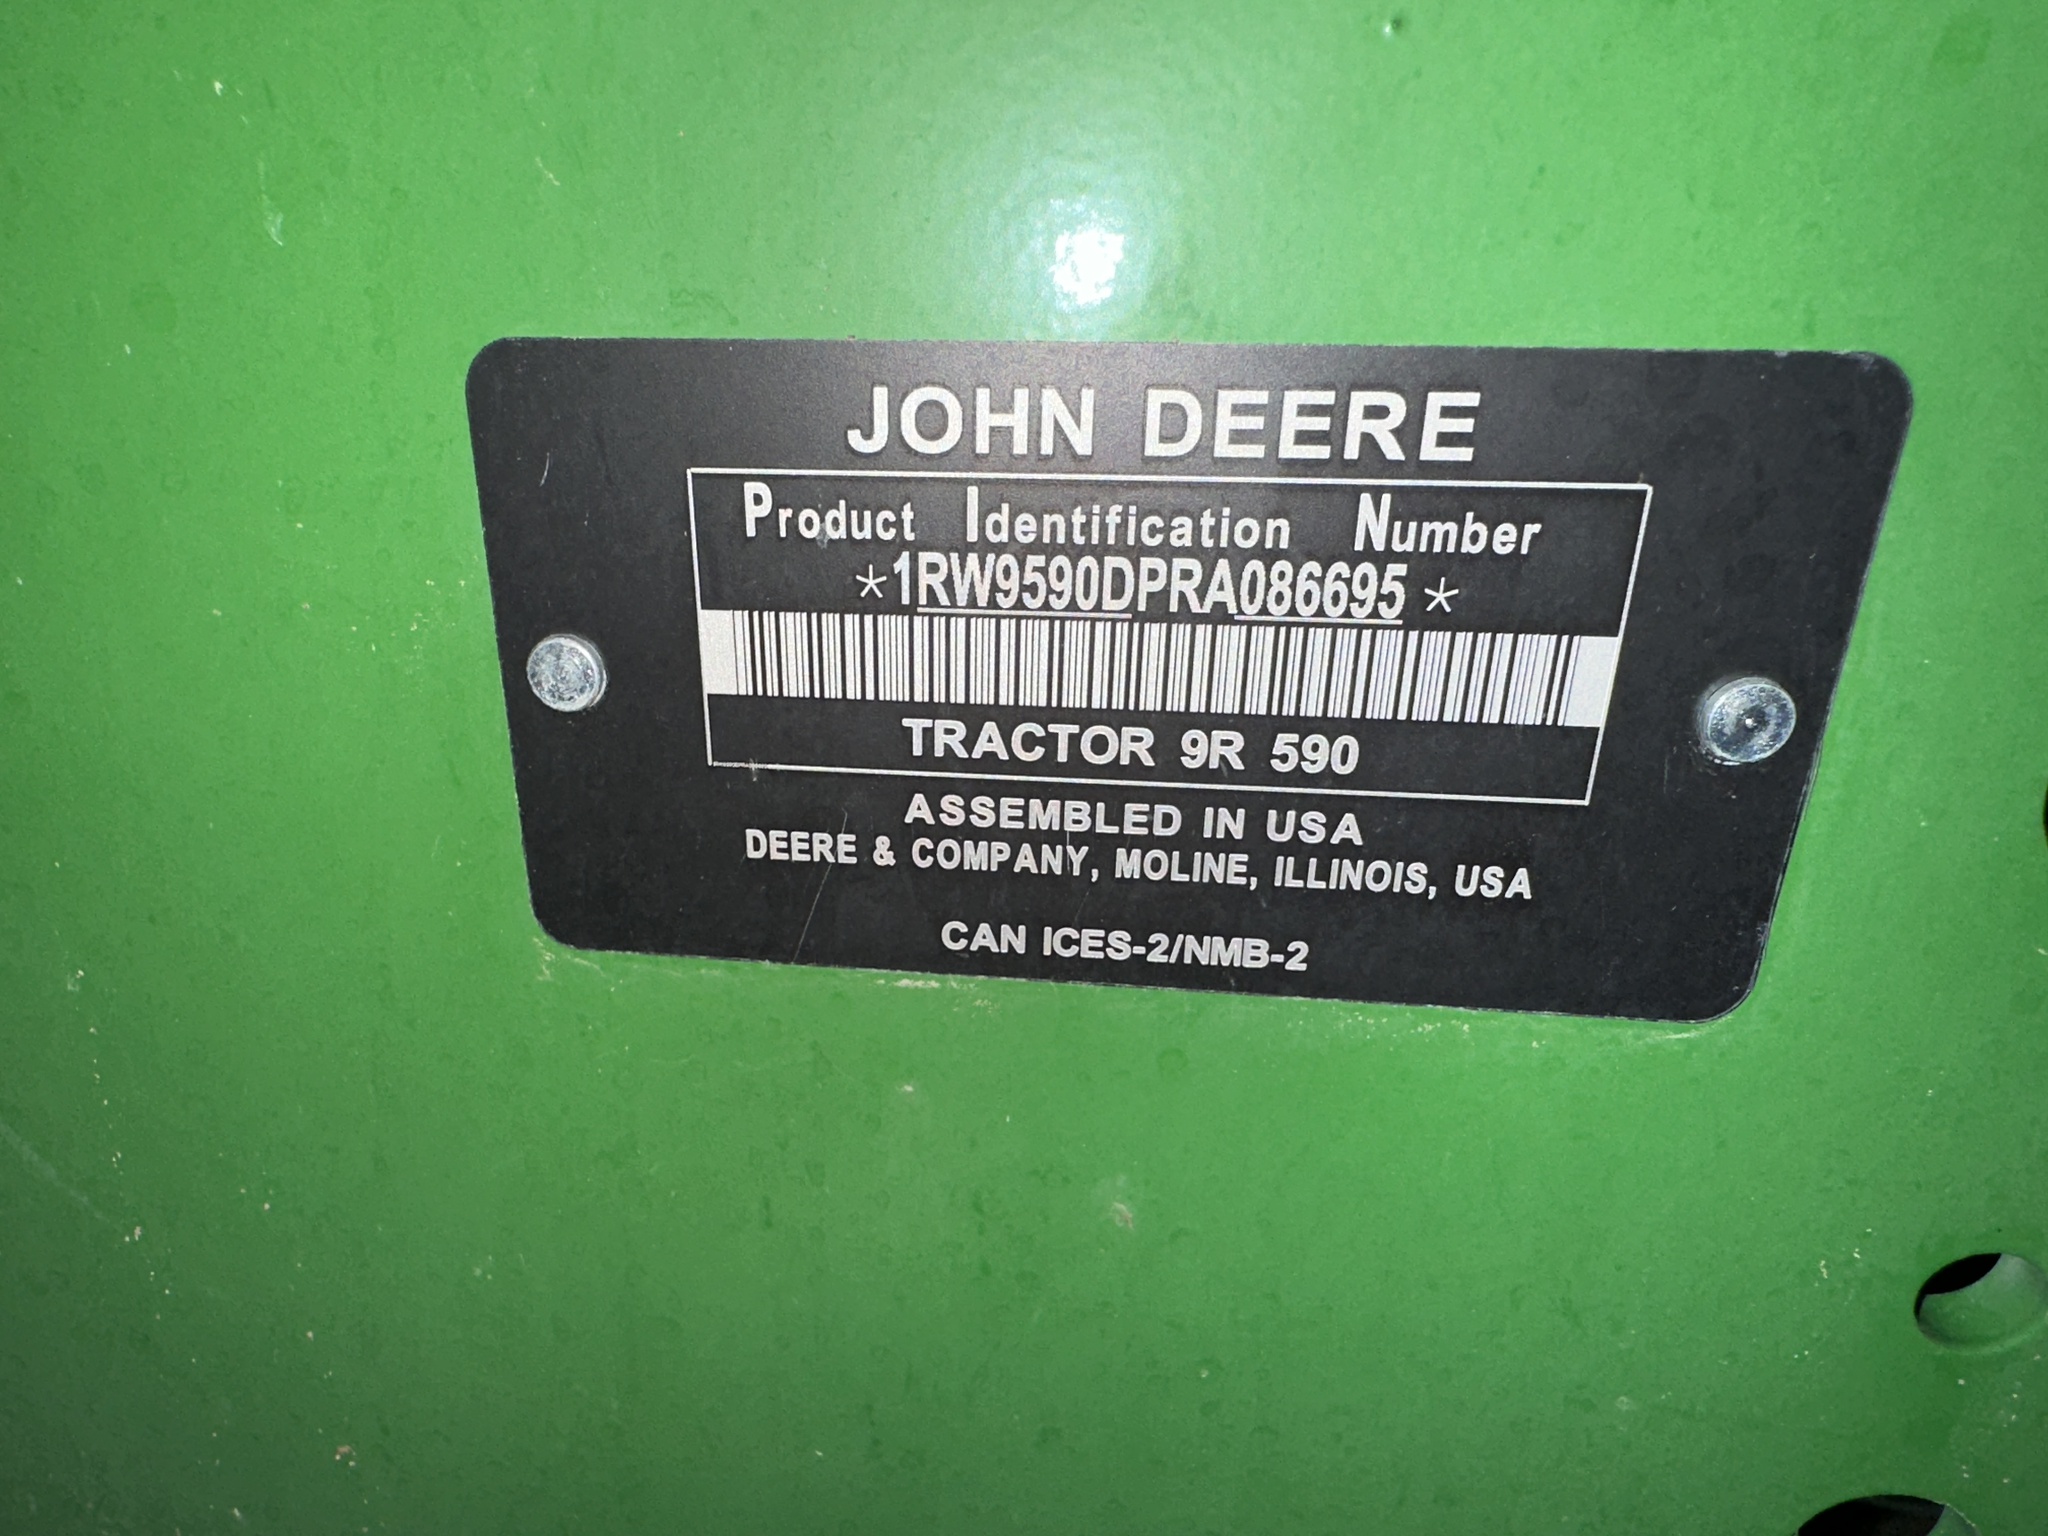 JOHN DEERE
Product Identification Number
*1RW9590DPRA086695*
TRACTOR 9R 590
ASSEMBLED IN USA
DEERE & COMPANY, MOLINE, ILLINOIS, USA
CAN ICES-2/NMB-2